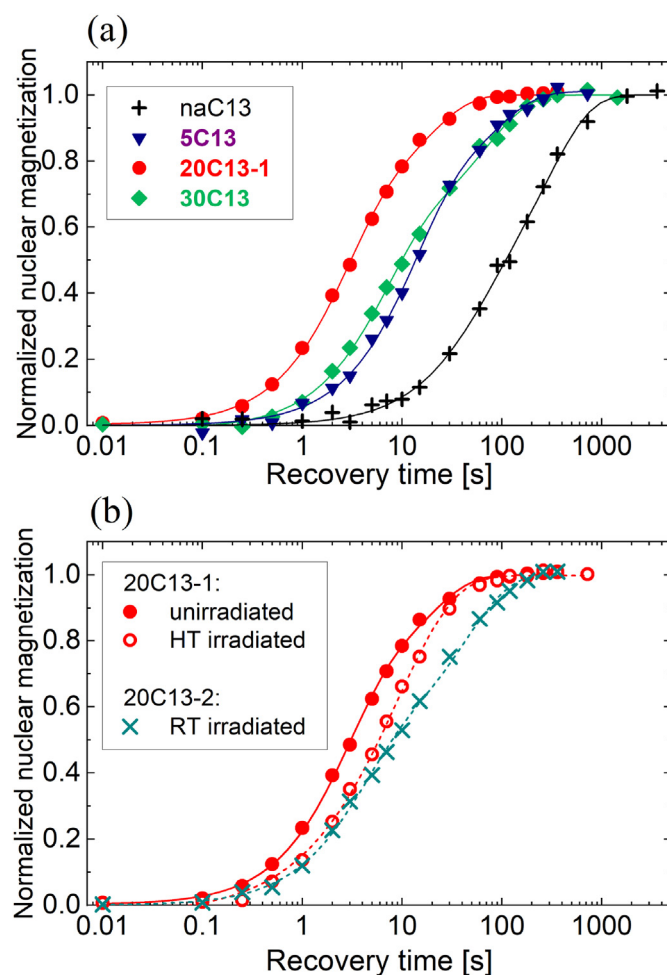 (a)
Normalized nuclear magnetization
1.0
0.8
0.6
0.4
0.2
0.0
naC13
5C13
20C13-1
30C13
0.01 0.1 1 10 100 1000
Recovery time [s]
(b)
Normalized nuclear magnetization
1.0
0.8
0.6
0.4
0.2
0.0
20C13-1:
unirradiated
HT irradiated
20C13-2:
RT irradiated
0.01 0.1 1 10 100 1000
Recovery time [s]